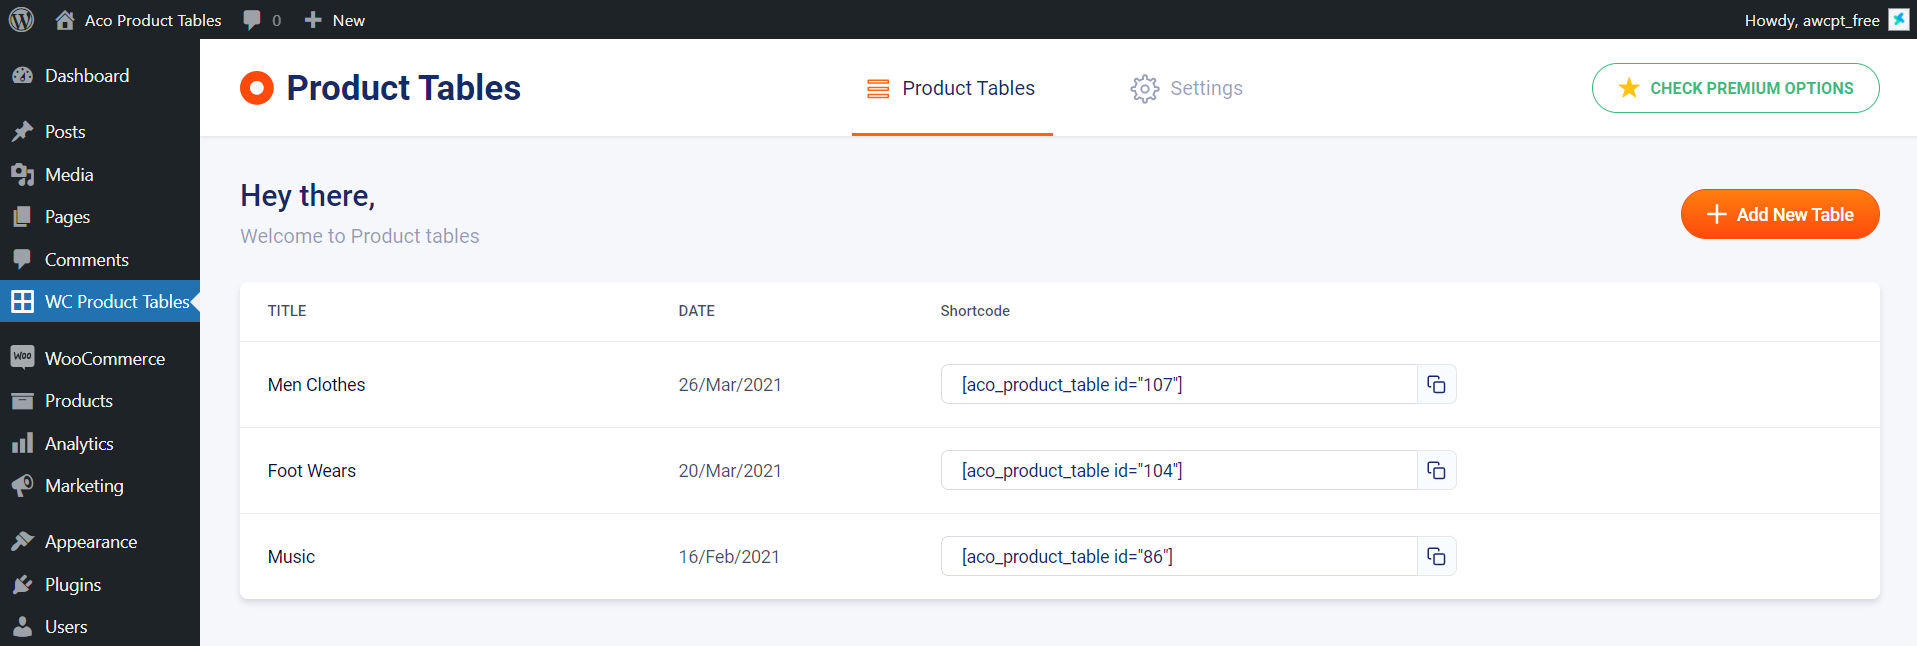 Aco Product Tables 0 New Howdy, awcpt_free
Dashboard
Posts
Media
Pages
Comments
WC Product Tables
WooCommerce
Products
Analytics
Marketing
Appearance
Plugins
Users
Product Tables Product Tables Settings CHECK PREMIUM OPTIONS
Hey there,
Welcome to Product tables
Add New Table
TITLE DATE Shortcode
Men Clothes 26/Mar/2021 [aco_product_table id="107"]
Foot Wears 20/Mar/2021 [aco_product_table id="104"]
Music 16/Feb/2021 [aco_product_table id="86"]